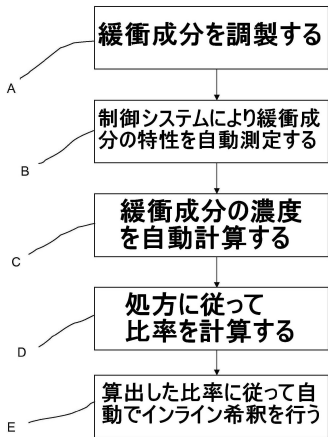 緩衝成分を調製する
A
制御システムにより緩衝成
分の特性を自動測定する
B
緩衝成分の濃度
を自動計算する
C
処方に従って
比率を計算する
D
算出した比率に従って自
動でインライン希釈を行う
E